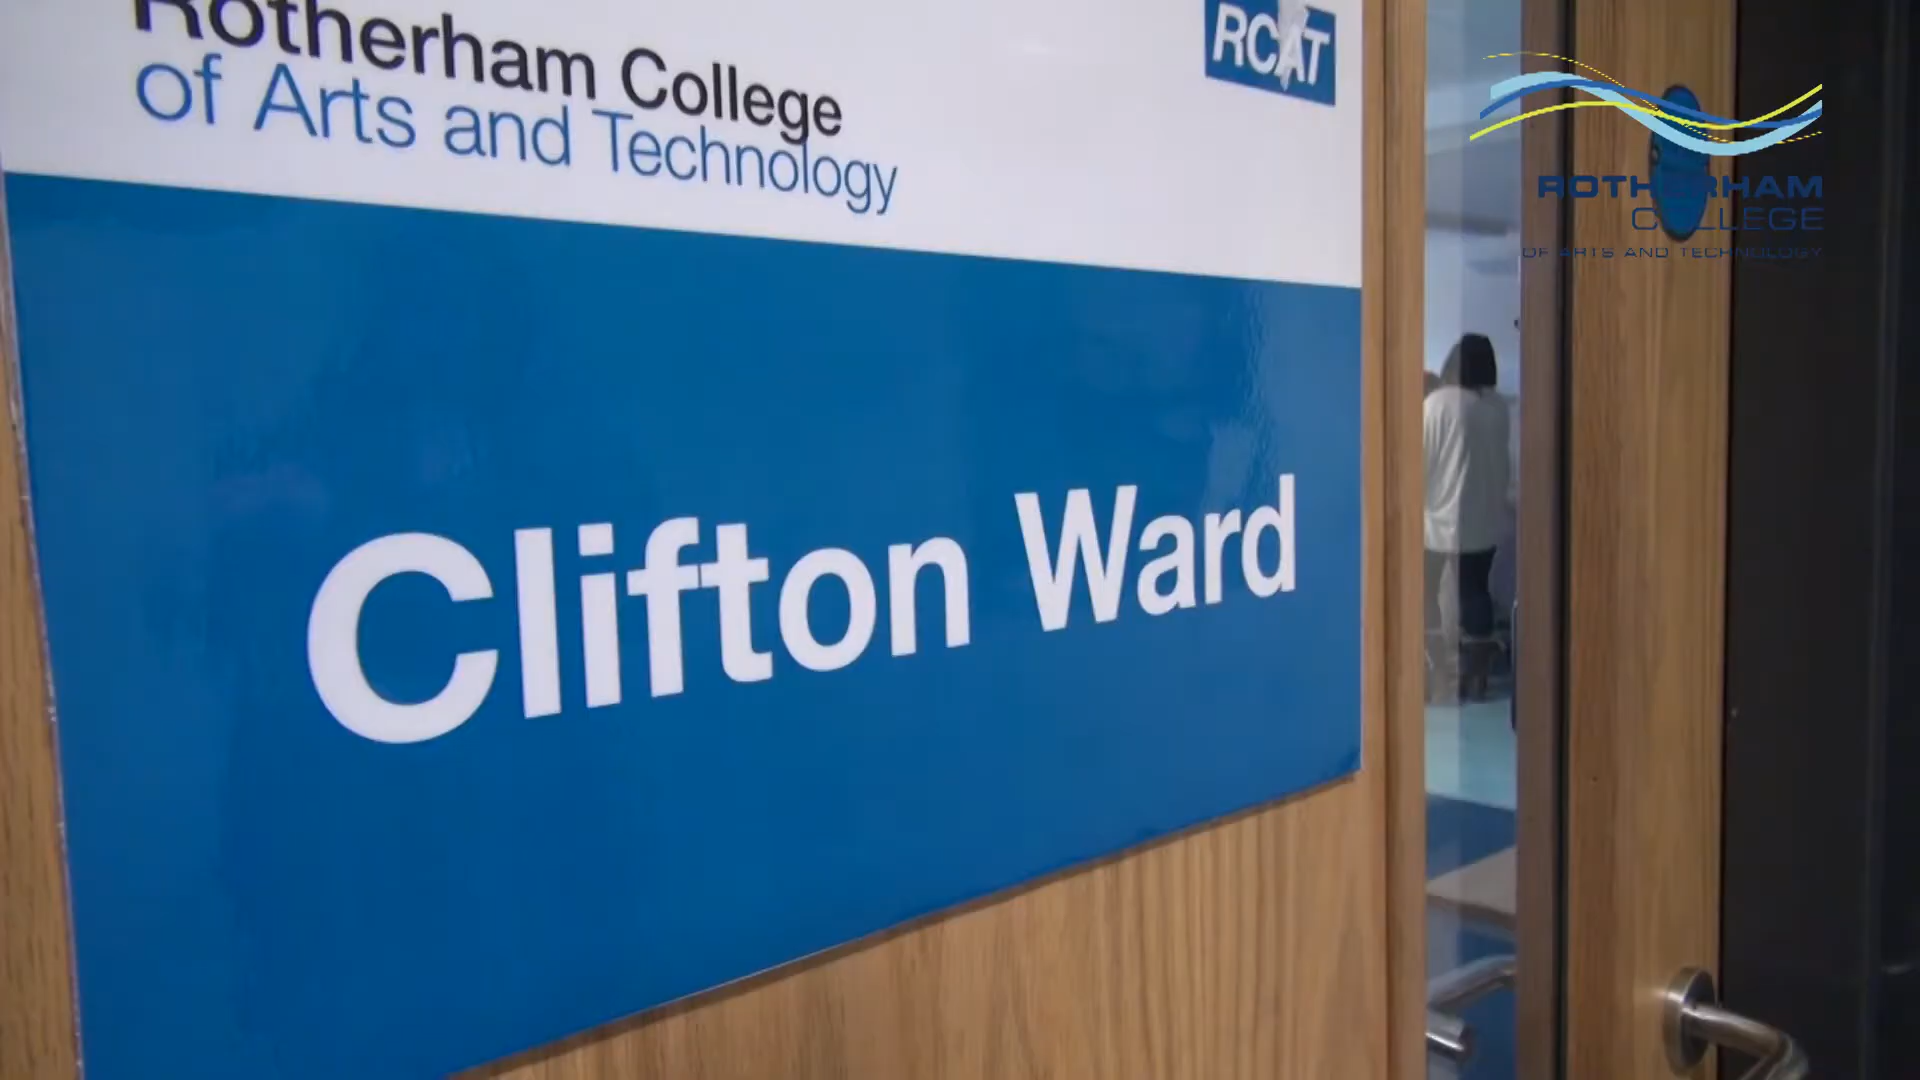 Rotherham College
of Arts and Technology
RCAT
Clifton Ward
ROTHERHAM
COLLEGE
OF ARTS AND TECHNOLOGY